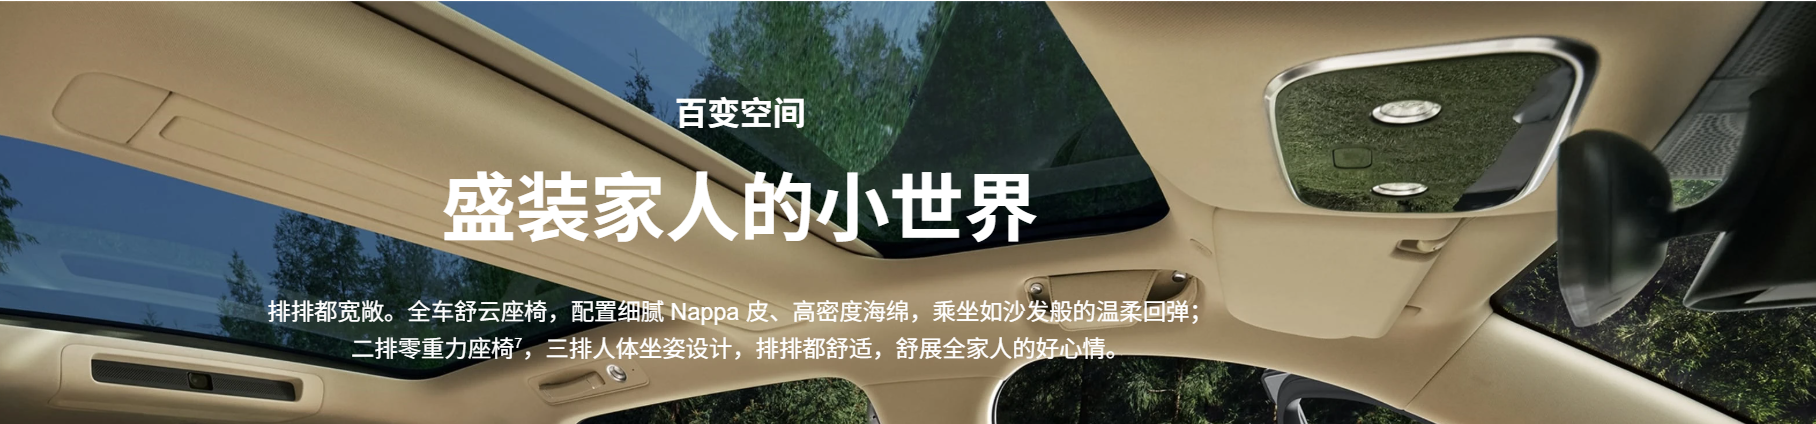 百变空间
盛装家人的小世界
排排都宽敞。全车舒云座椅，配置细腻 Nappa 皮、高密度海绵，乘坐如沙发般的温柔回弹；
二排零重力座椅⁷，三排人体坐姿设计，排排都舒适，舒展全家人的好心情。